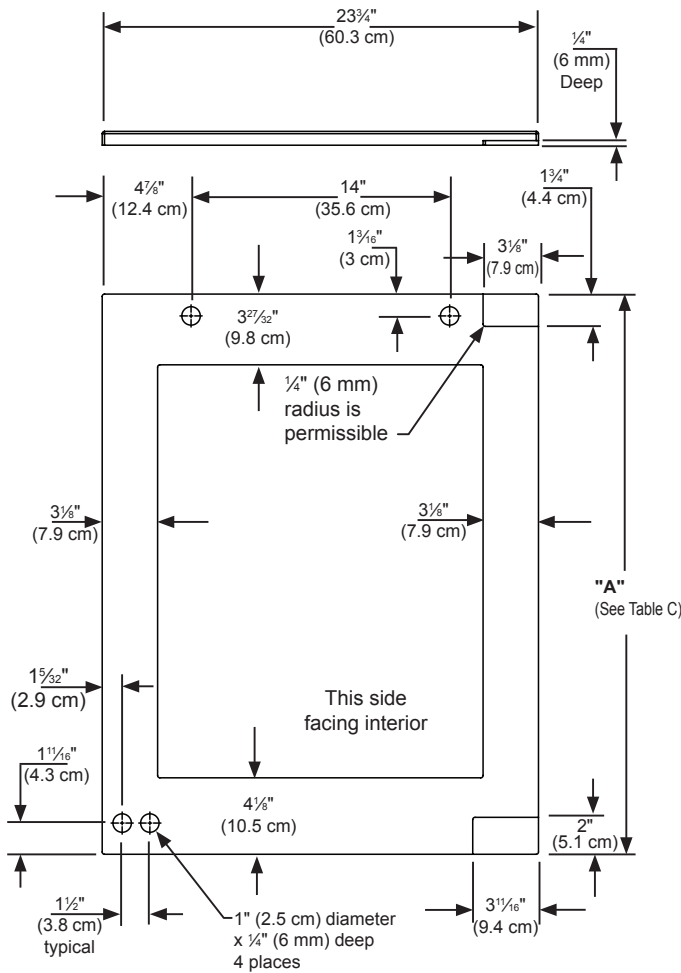 23¾"
(60.3 cm)
¼"
(6 mm)
Deep
4⅞"
(12.4 cm)
14"
(35.6 cm)
1¾"
(4.4 cm)
1³⁄₁₆"
(3 cm)
3⅛"
(7.9 cm)
3²⁷⁄₃₂"
(9.8 cm)
¼" (6 mm)
radius is
permissible
3⅛"
(7.9 cm)
3⅛"
(7.9 cm)
"A"
(See Table C)
1⁵⁄₃₂"
(2.9 cm)
This side
facing interior
1¹¹⁄₁₆"
(4.3 cm)
4⅛"
(10.5 cm)
2"
(5.1 cm)
1½"
(3.8 cm)
typical
1" (2.5 cm) diameter
x ¼" (6 mm) deep
4 places
3¹¹⁄₁₆"
(9.4 cm)